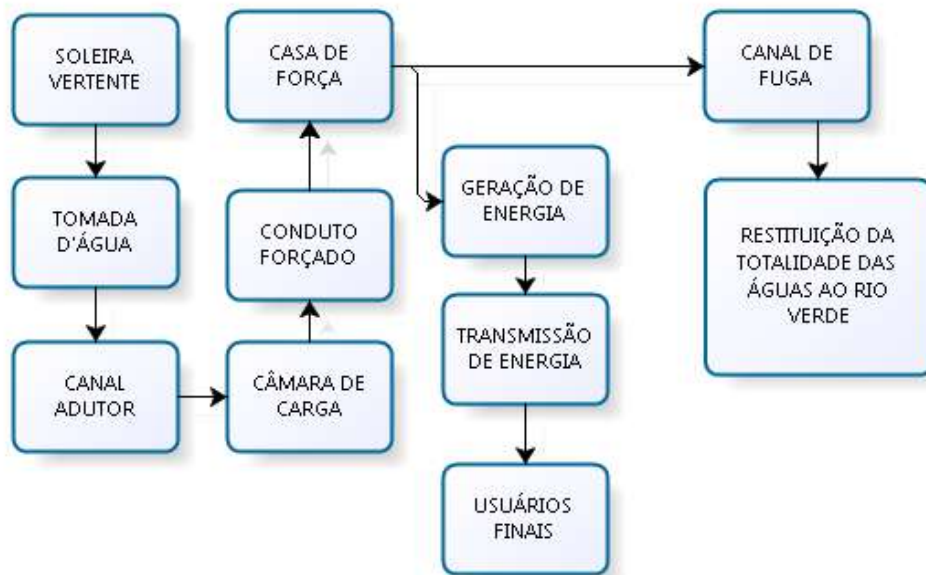 SOLEIRA
VERTENTE
TOMADA
D'ÁGUA
CANAL
ADUTOR
CÂMARA DE
CARGA
CONDUTO
FORÇADO
CASA DE
FORÇA
GERAÇÃO DE
ENERGIA
TRANSMISSÃO
DE ENERGIA
USUÁRIOS
FINAIS
CANAL DE
FUGA
RESTITUIÇÃO DA
TOTALIDADE DAS
ÁGUAS AO RIO
VERDE